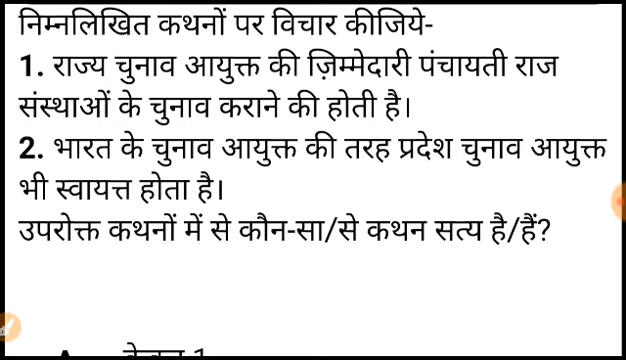 निम्नलिखित कथनों पर विचार कीजिये-
1. राज्य चुनाव आयुक्त की ज़िम्मेदारी पंचायती राज
संस्थाओं के चुनाव कराने की होती है।
2. भारत के चुनाव आयुक्त की तरह प्रदेश चुनाव आयुक्त
भी स्वायत्त होता है।
उपरोक्त कथनों में से कौन-सा/से कथन सत्य है/हैं?